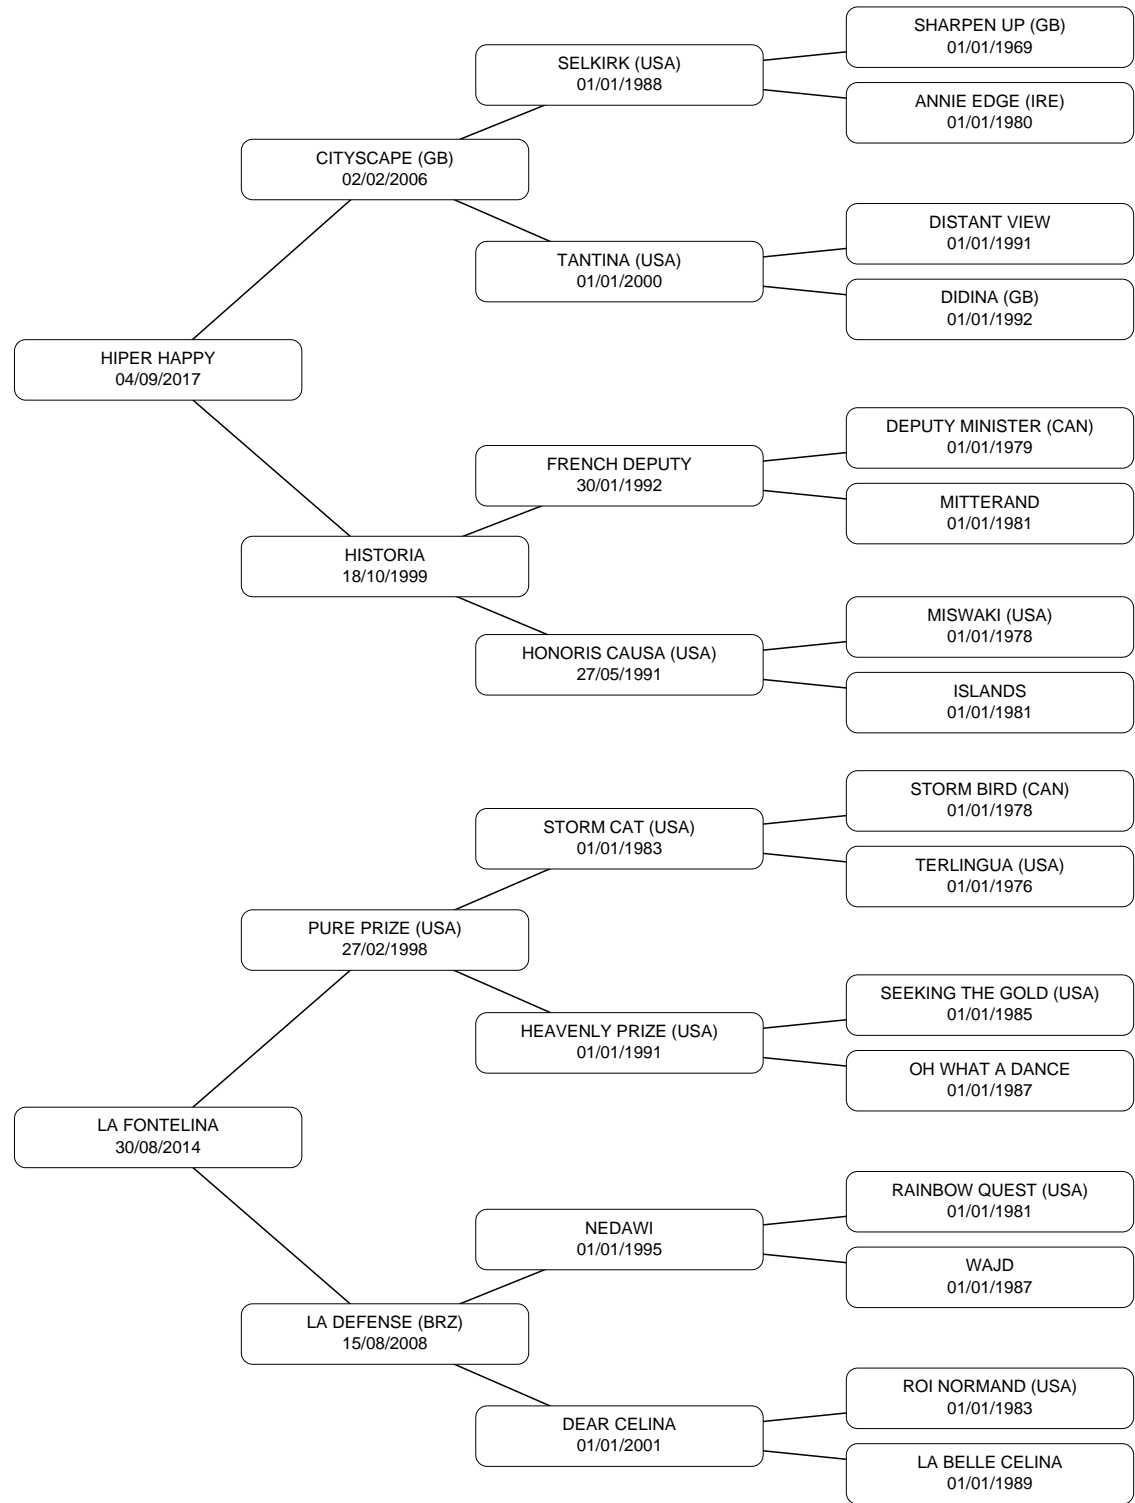 SHARPEN UP (GB)
01/01/1969
SELKIRK (USA)
01/01/1988
ANNIE EDGE (IRE)
01/01/1980
CITYSCAPE (GB)
02/02/2006
DISTANT VIEW
01/01/1991
TANTINA (USA)
01/01/2000
DIDINA (GB)
01/01/1992
HIPER HAPPY
04/09/2017
DEPUTY MINISTER (CAN)
01/01/1979
FRENCH DEPUTY
30/01/1992
MITTERAND
01/01/1981
HISTORIA
18/10/1999
MISWAKI (USA)
01/01/1978
HONORIS CAUSA (USA)
27/05/1991
ISLANDS
01/01/1981
STORM BIRD (CAN)
01/01/1978
STORM CAT (USA)
01/01/1983
TERLINGUA (USA)
01/01/1976
PURE PRIZE (USA)
27/02/1998
SEEKING THE GOLD (USA)
01/01/1985
HEAVENLY PRIZE (USA)
01/01/1991
OH WHAT A DANCE
01/01/1987
LA FONTELINA
30/08/2014
RAINBOW QUEST (USA)
01/01/1981
NEDAWI
01/01/1995
WAJD
01/01/1987
LA DEFENSE (BRZ)
15/08/2008
ROI NORMAND (USA)
01/01/1983
DEAR CELINA
01/01/2001
LA BELLE CELINA
01/01/1989